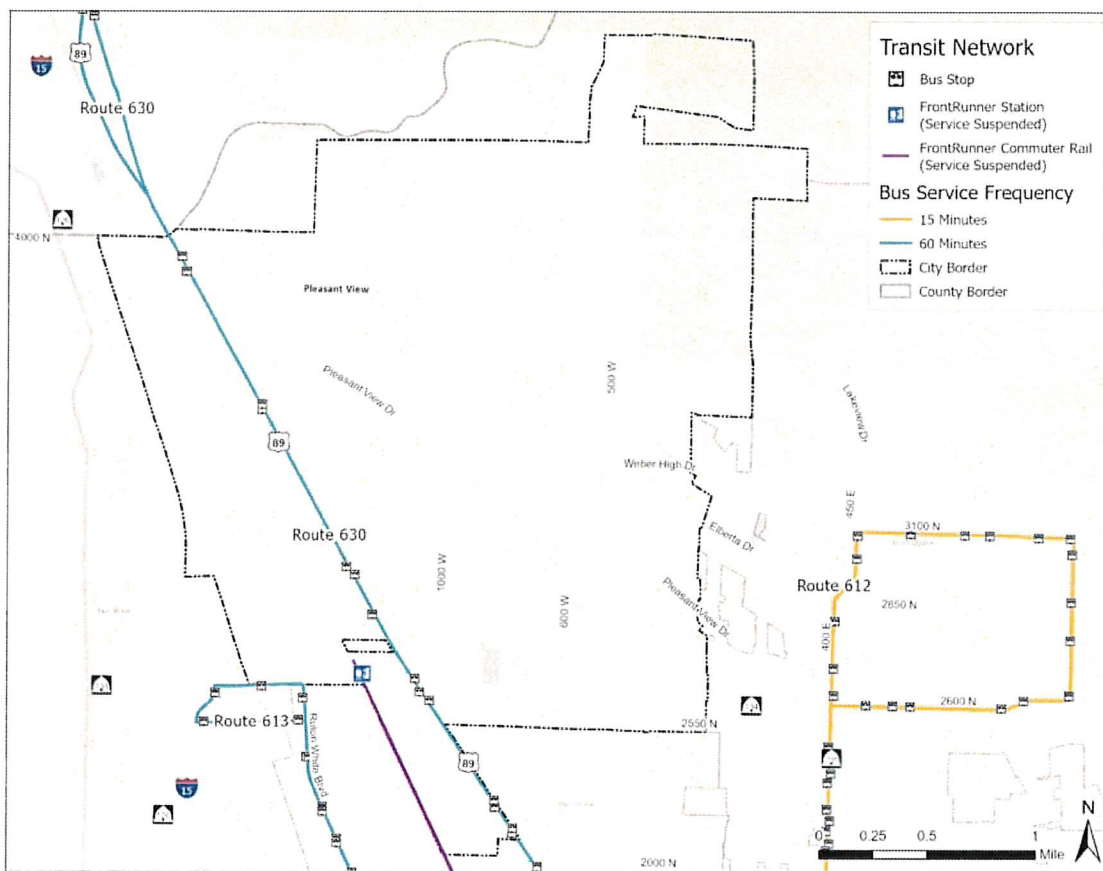 Transit Network
Bus Stop
FrontRunner Station
(Service Suspended)
FrontRunner Commuter Rail
(Service Suspended)
Bus Service Frequency
15 Minutes
60 Minutes
City Border
County Border
89
15
Route 630
4000 N
Pleasant View
Pleasant View Dr
500 W
Lakeview Dr
89
Weber High Dr
450 E
3100 N
Elberta Dr
Route 630
1000 W
600 W
Pleasant View Dr
Route 612
2850 N
400 E
2600 N
Route 613
Rulon White Blvd
2550 N
89
15
2000 N
N
0 0.25 0.5 1
Mile